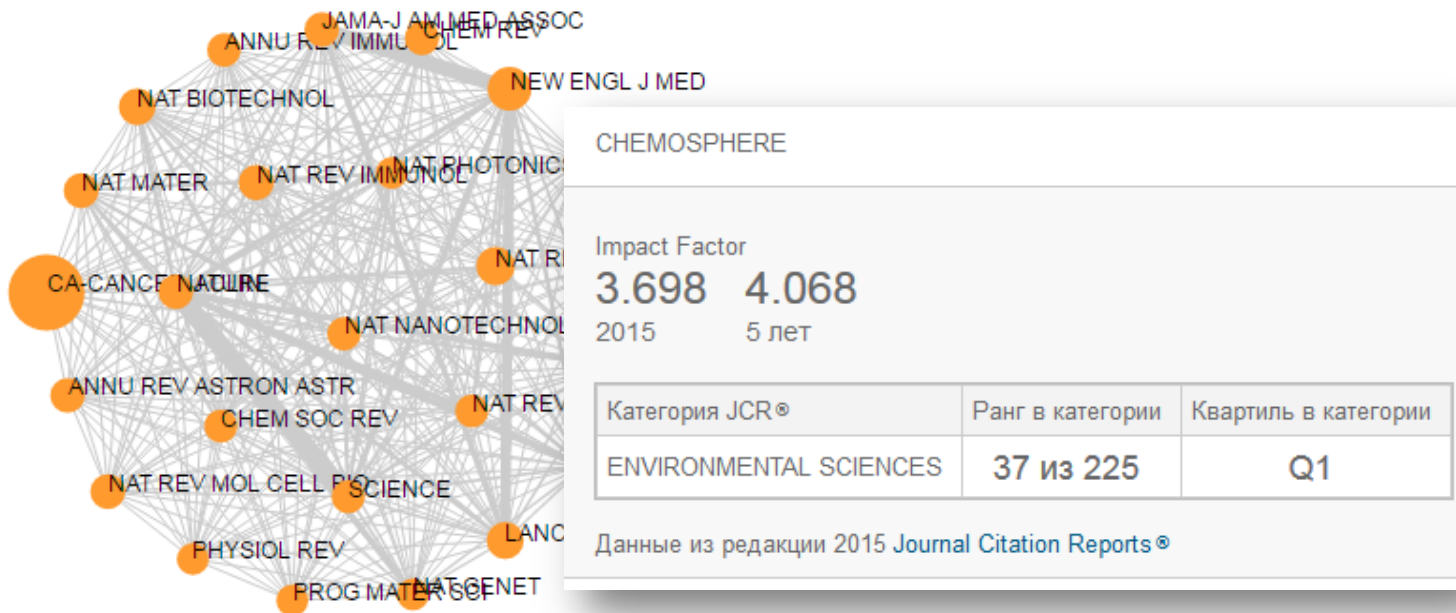 JAMA-J AM MED ASSOC
CHEM REV
ANNU REV IMMUNOL
NEW ENGL J MED
NAT BIOTECHNOL
NAT PHOTONICS
NAT REV IMMUNOL
NAT MATER
NAT
CA-CANCER
NATURE
NAT NANOTECHNOL
ANNU REV ASTRON ASTR
NAT REV
CHEM SOC REV
NAT REV MOL CELL BIO
SCIENCE
PHYSIOL REV
PROG MATER SCI
NAT GENET
CHEMOSPHERE
Impact Factor
3.698 4.068
2015 5 лет
Категория JCR® Ранг в категории Квартиль в категории
ENVIRONMENTAL SCIENCES 37 из 225 Q1
Данные из редакции 2015 Journal Citation Reports®